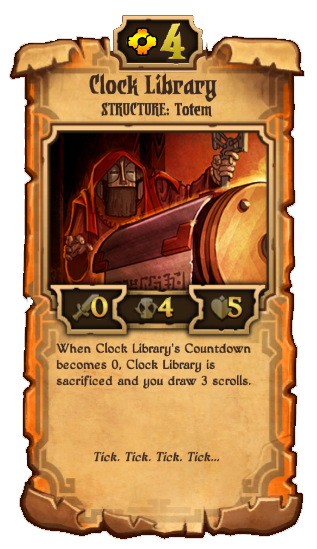 4
Clock Library
STRUCTURE: Totem
0 4 5
When Clock Library's Countdown
becomes 0, Clock Library is
sacrificed and you draw 3 scrolls.
Tick. Tick. Tick. Tick...